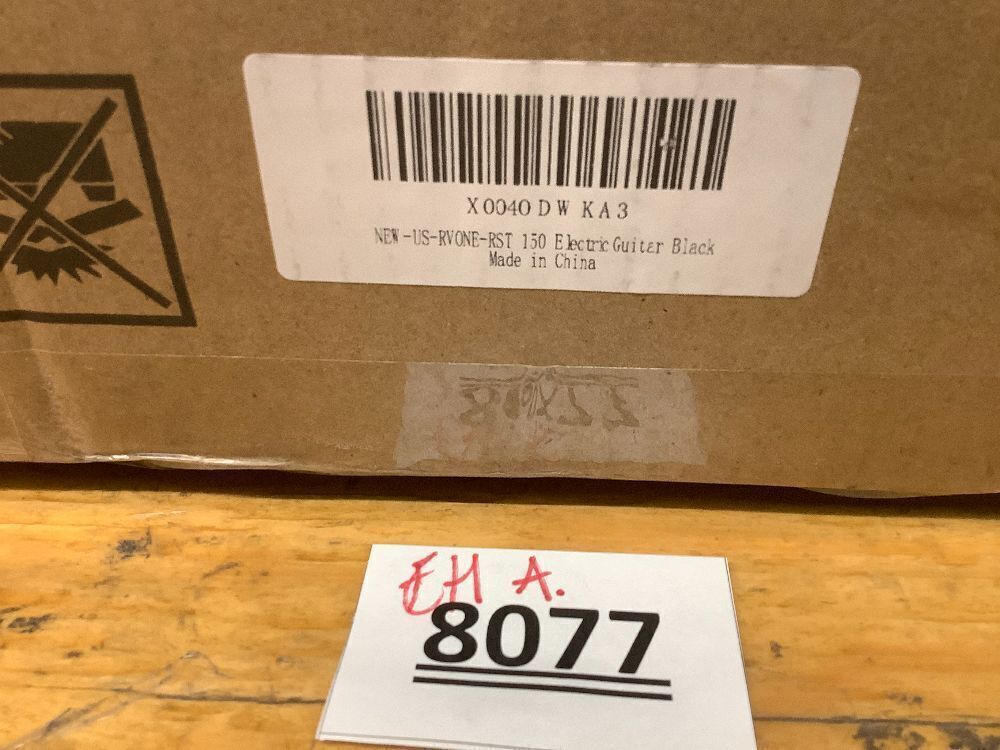 X0040DWKA3
NEW-US-RVONE-RST 150 Electric Guitar Black
Made in China
EH A.
8077